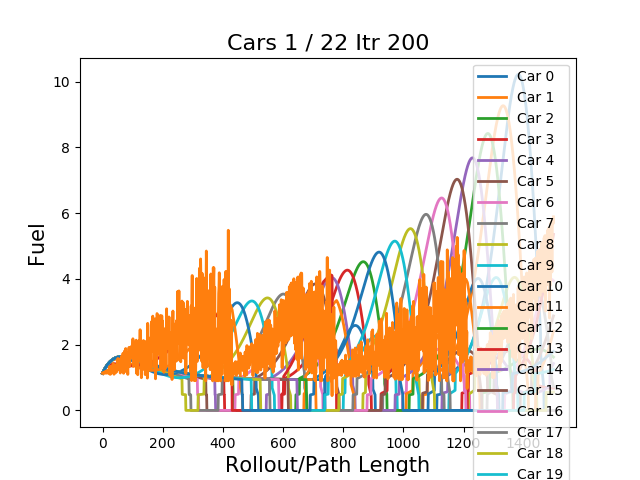 Cars 1 / 22 Itr 200
Fuel
10
8
6
4
2
0
0
200
400
600
800
1000
1200
1400
Rollout/Path Length
Car 0
Car 1
Car 2
Car 3
Car 4
Car 5
Car 6
Car 7
Car 8
Car 9
Car 10
Car 11
Car 12
Car 13
Car 14
Car 15
Car 16
Car 17
Car 18
Car 19